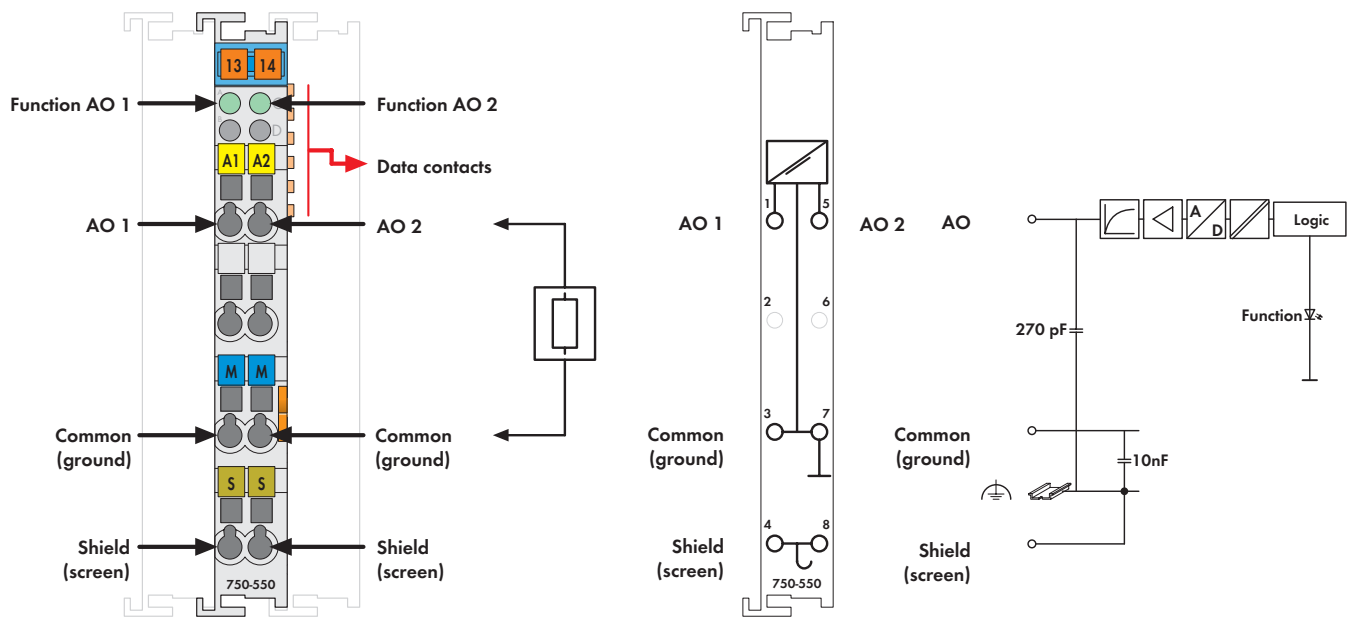 13 14
A C
B D
Function AO 1
Function AO 2
A1 A2
Data contacts
AO 1
AO 2
M M
Common
(ground)
Common
(ground)
S S
Shield
(screen)
Shield
(screen)
750-550
1 5
AO 1
AO 2
2 6
3 7
Common
(ground)
4 8
Shield
(screen)
750-550
AO
A
D
Logic
Function
270 pF
Common
(ground)
10nF
Shield
(screen)